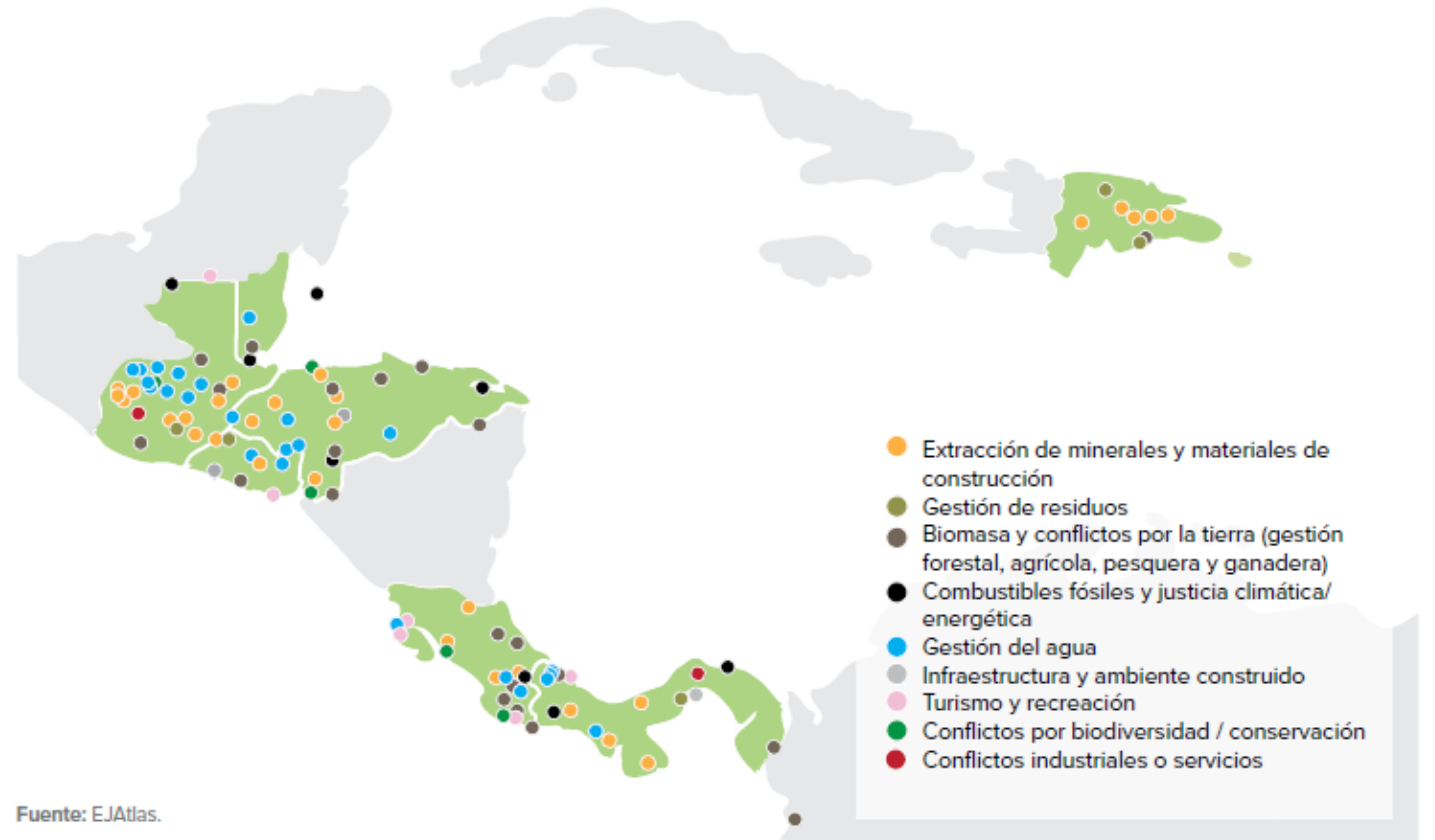 Extracción de minerales y materiales de
construcción
Gestión de residuos
Biomasa y conflictos por la tierra (gestión
forestal, agrícola, pesquera y ganadera)
Combustibles fósiles y justicia climática/
energética
Gestión del agua
Infraestructura y ambiente construido
Turismo y recreación
Conflictos por biodiversidad / conservación
Conflictos industriales o servicios
Fuente: EJAtlas.